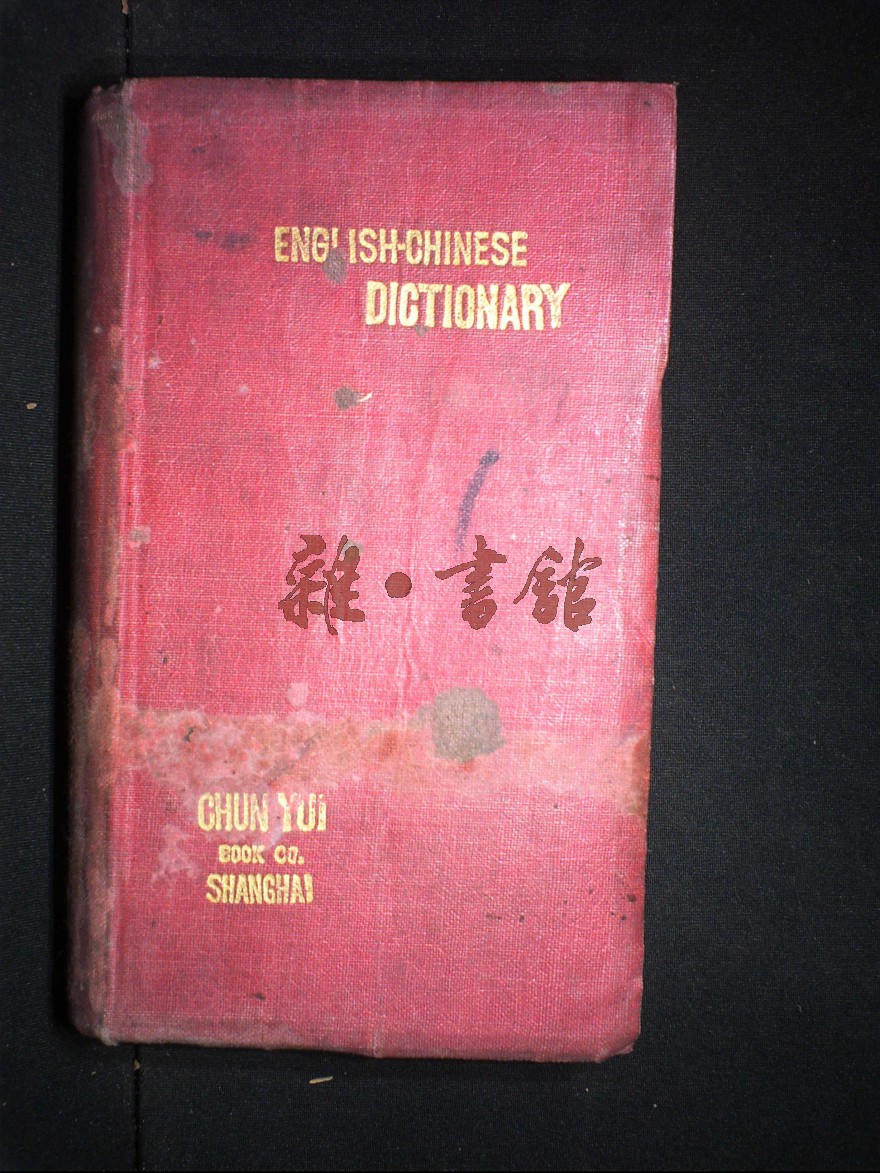 ENGLISH-CHINESE
DICTIONARY
雜·書館
CHUN YUI
BOOK CO.
SHANGHAI